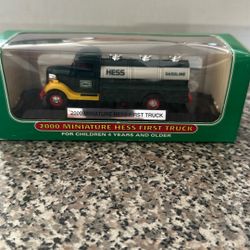 HESS
GASOLINE
2000 MINIATURE HESS FIRST TRUCK
2000 MINIATURE HESS FIRST TRUCK
FOR CHILDREN 4 YEARS AND OLDER